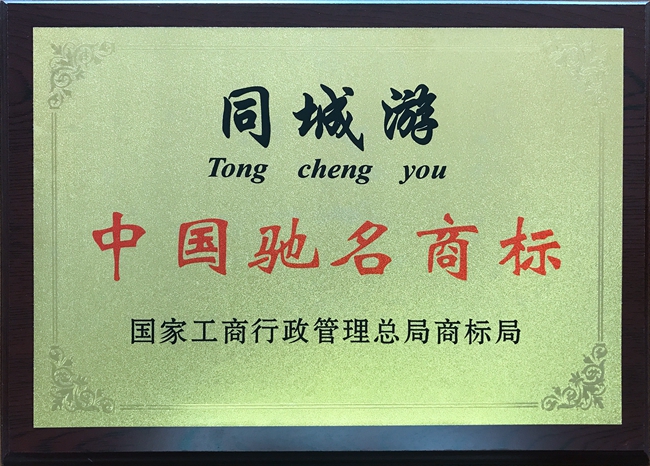 同城游
Tong cheng you
中国驰名商标
国家工商行政管理总局商标局